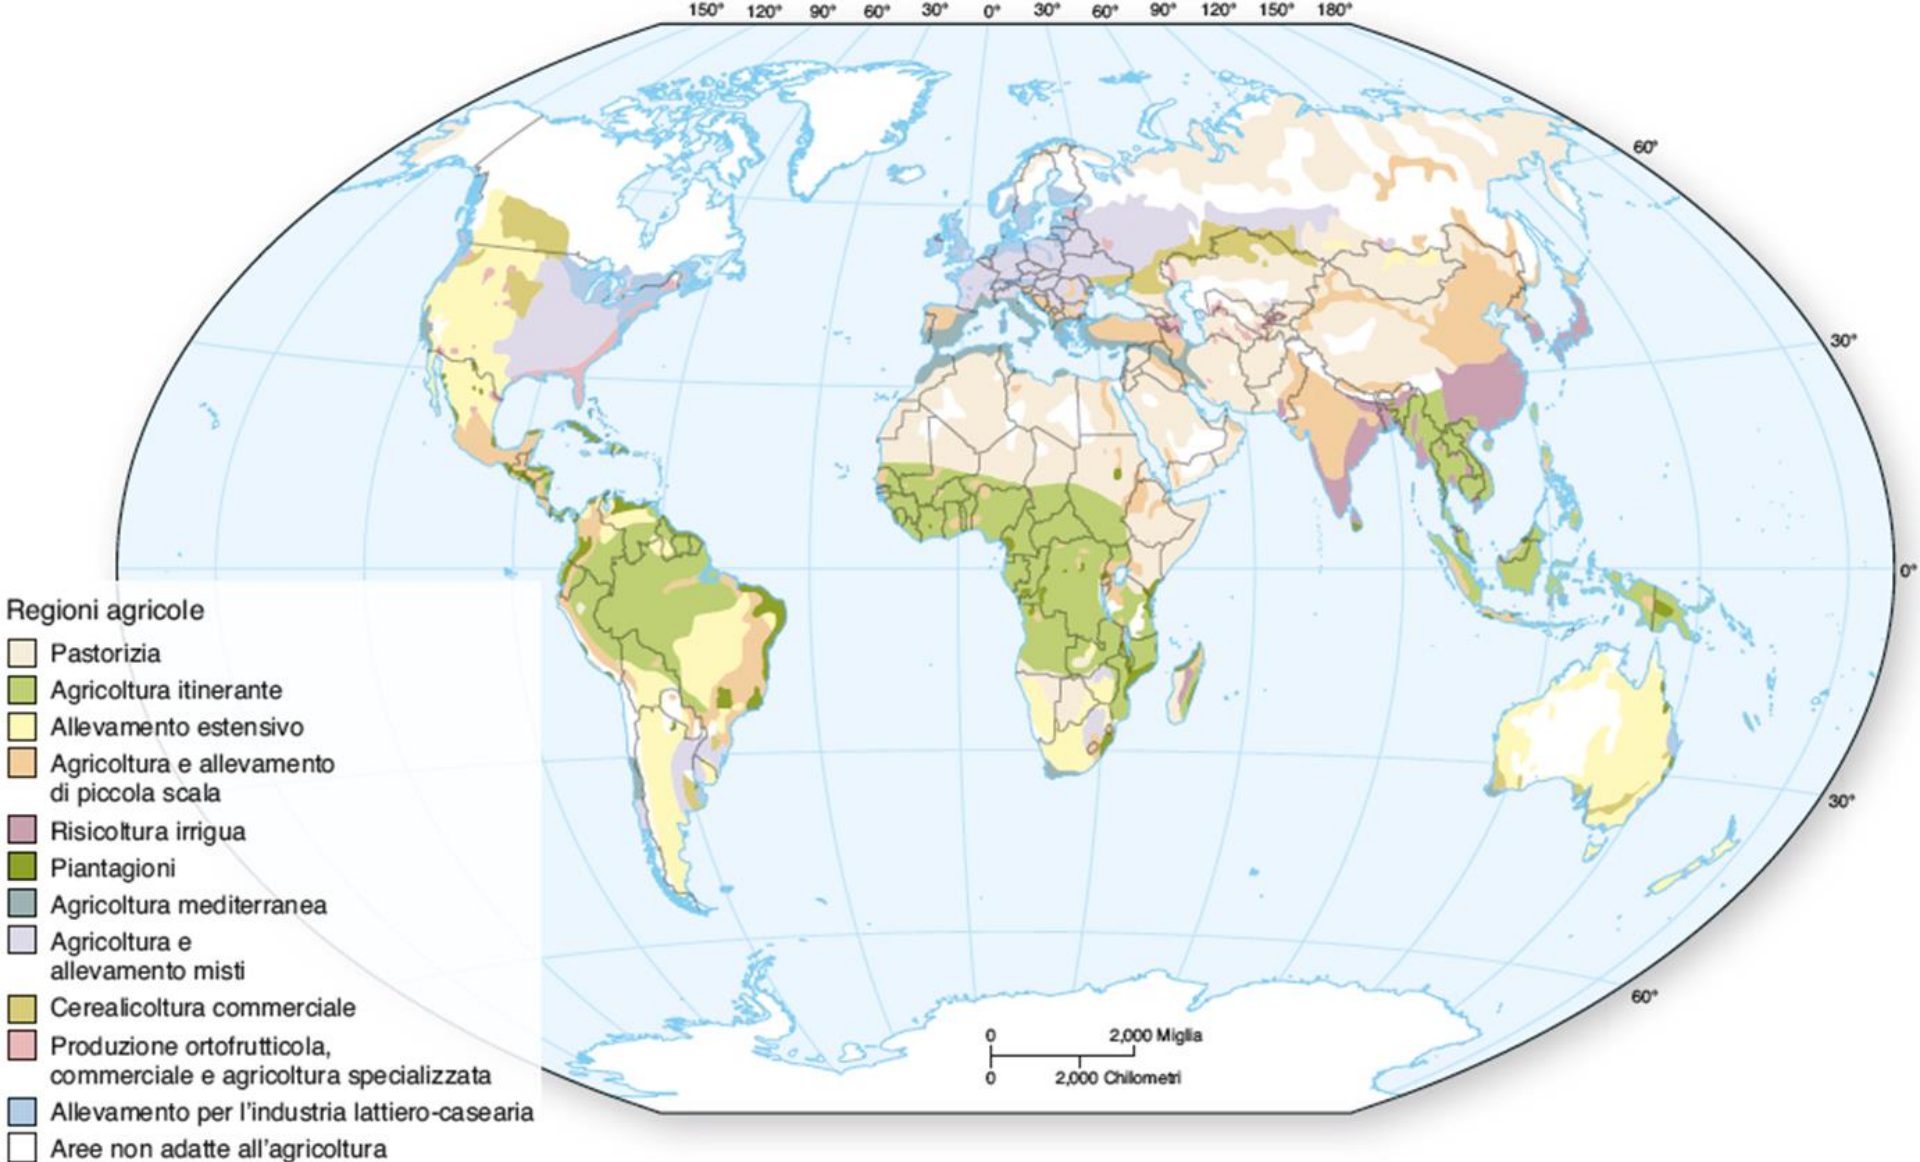 150° 120° 90° 60° 30° 0° 30° 60° 90° 120° 150° 180°
60°
30°
0°
30°
60°
Regioni agricole
Pastorizia
Agricoltura itinerante
Allevamento estensivo
Agricoltura e allevamento
di piccola scala
Risicoltura irrigua
Piantagioni
Agricoltura mediterranea
Agricoltura e
allevamento misti
Cerealicoltura commerciale
Produzione ortofrutticola,
commerciale e agricoltura specializzata
Allevamento per l'industria lattiero-casearia
Aree non adatte all'agricoltura
0 2,000 Miglia
0 2,000 Chilometri